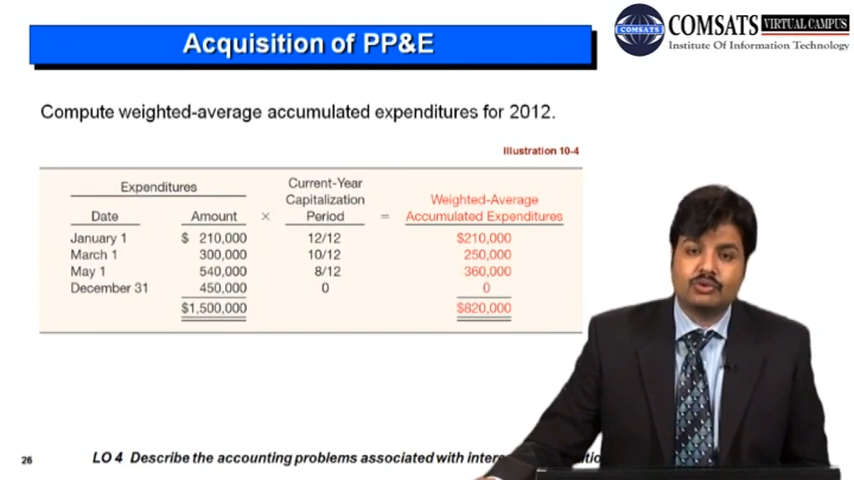 Acquisition of PP&E
COMSATS
COMSATS VIRTUAL CAMPUS
Institute Of Information Technology
Compute weighted-average accumulated expenditures for 2012.
Illustration 10-4
Expenditures
Current-Year
Capitalization
Period
Weighted-Average
Accumulated Expenditures
Date Amount × =
January 1 $ 210,000 12/12 $210,000
March 1 300,000 10/12 250,000
May 1 540,000 8/12 360,000
December 31 450,000 0 0
$1,500,000 $820,000
26
LO 4 Describe the accounting problems associated with